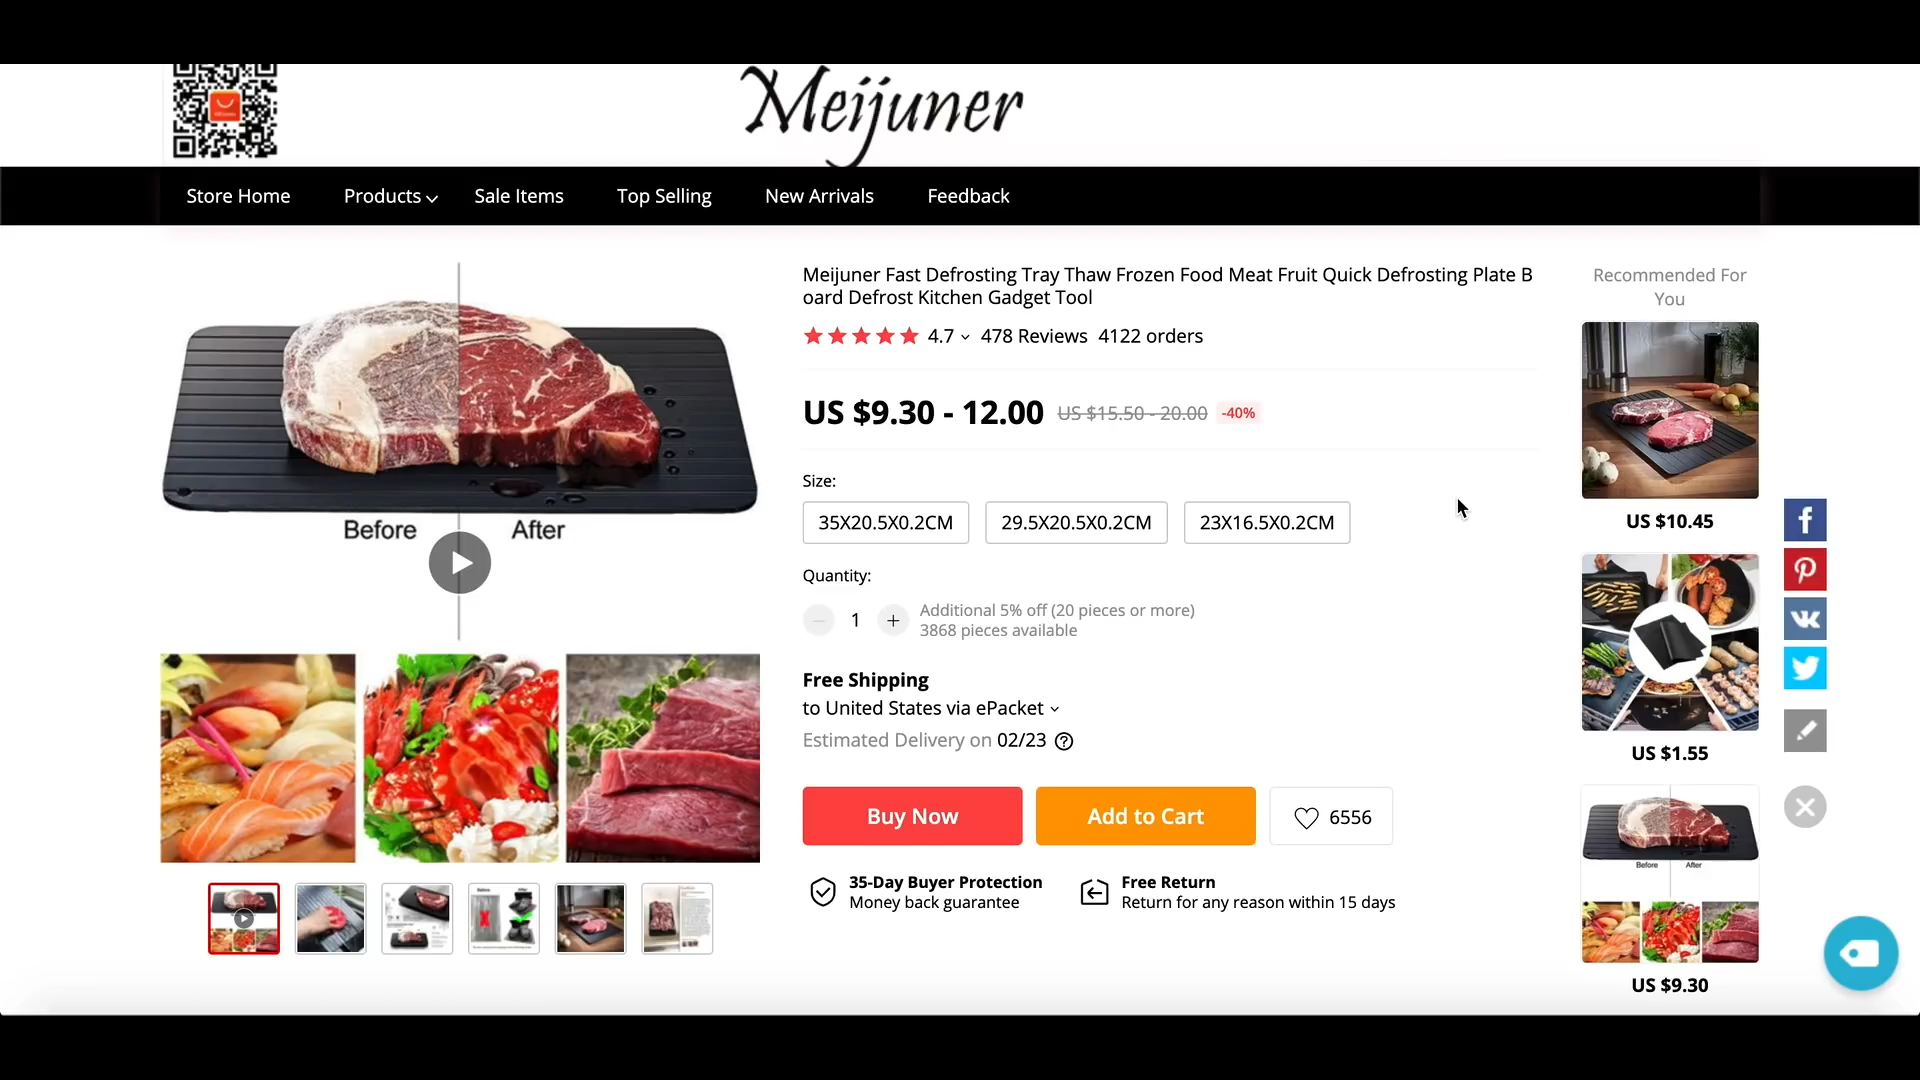 Meijuner
Store Home
Products
Sale Items
Top Selling
New Arrivals
Feedback
Before
After
Meijuner Fast Defrosting Tray Thaw Frozen Food Meat Fruit Quick Defrosting Plate B
oard Defrost Kitchen Gadget Tool
4.7
478 Reviews
4122 orders
US $9.30 - 12.00
US $15.50 - 20.00
-40%
Size:
35X20.5X0.2CM
29.5X20.5X0.2CM
23X16.5X0.2CM
Quantity:
1
Additional 5% off (20 pieces or more)
3868 pieces available
Free Shipping
to United States via ePacket
Estimated Delivery on 02/23
Buy Now
Add to Cart
6556
35-Day Buyer Protection
Money back guarantee
Free Return
Return for any reason within 15 days
Recommended For
You
US $10.45
US $1.55
Before
After
US $9.30